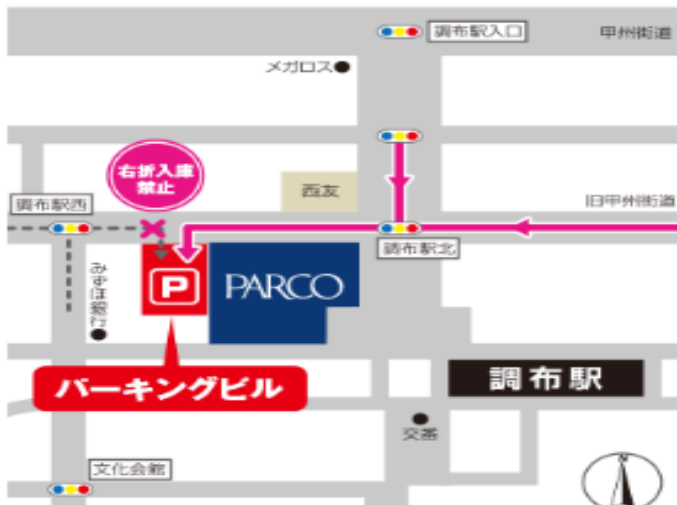 調布駅入口
甲州街道
メガロス
右折入庫
禁止
西友
旧甲州街道
調布駅西
調布駅北
みずほ銀行
P
PARCO
パーキングビル
調布駅
交番
文化会館
N